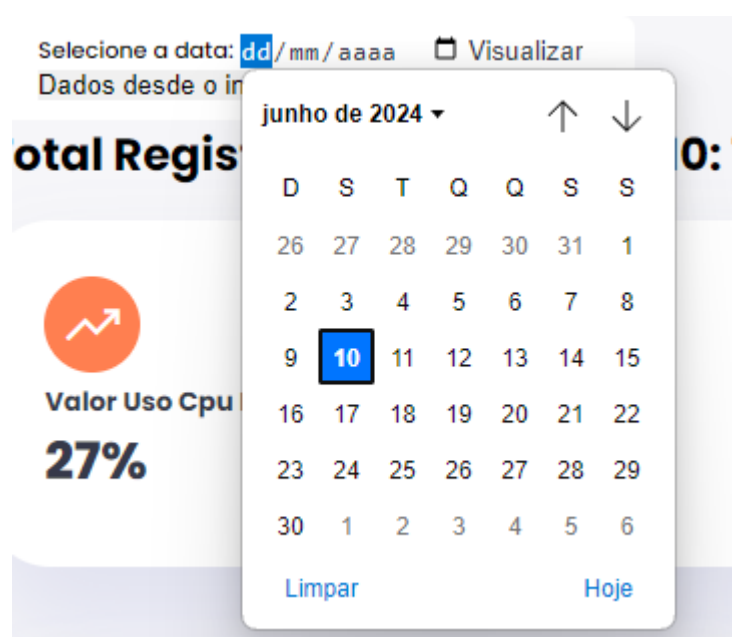 Selecione a data: dd/mm/aaaa Visualizar
Dados desde o in
junho de 2024
otal Regis 10:
D S T Q Q S S
26 27 28 29 30 31 1
2 3 4 5 6 7 8
9 10 11 12 13 14 15
Valor Uso Cpu
16 17 18 19 20 21 22
27%
23 24 25 26 27 28 29
30 1 2 3 4 5 6
Limpar Hoje